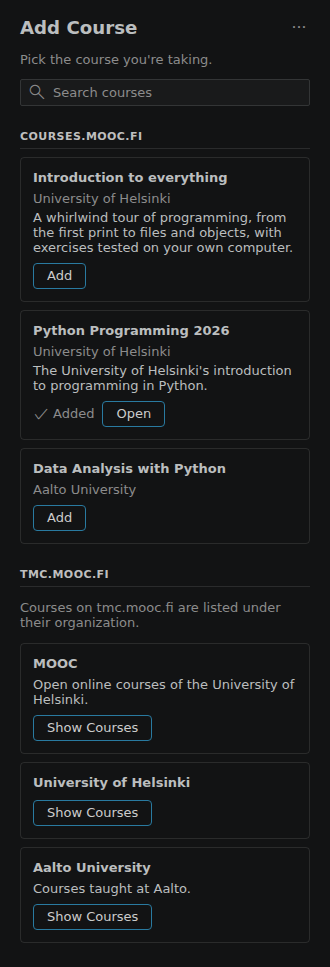 Add Course
Pick the course you're taking.
Search courses
COURSES.MOOC.FI
Introduction to everything
University of Helsinki
A whirlwind tour of programming, from
the first print to files and objects, with
exercises tested on your own computer.
Add
Python Programming 2026
University of Helsinki
The University of Helsinki's introduction
to programming in Python.
Added Open
Data Analysis with Python
Aalto University
Add
TMC.MOOC.FI
Courses on tmc.mooc.fi are listed under
their organization.
MOOC
Open online courses of the University of
Helsinki.
Show Courses
University of Helsinki
Show Courses
Aalto University
Courses taught at Aalto.
Show Courses